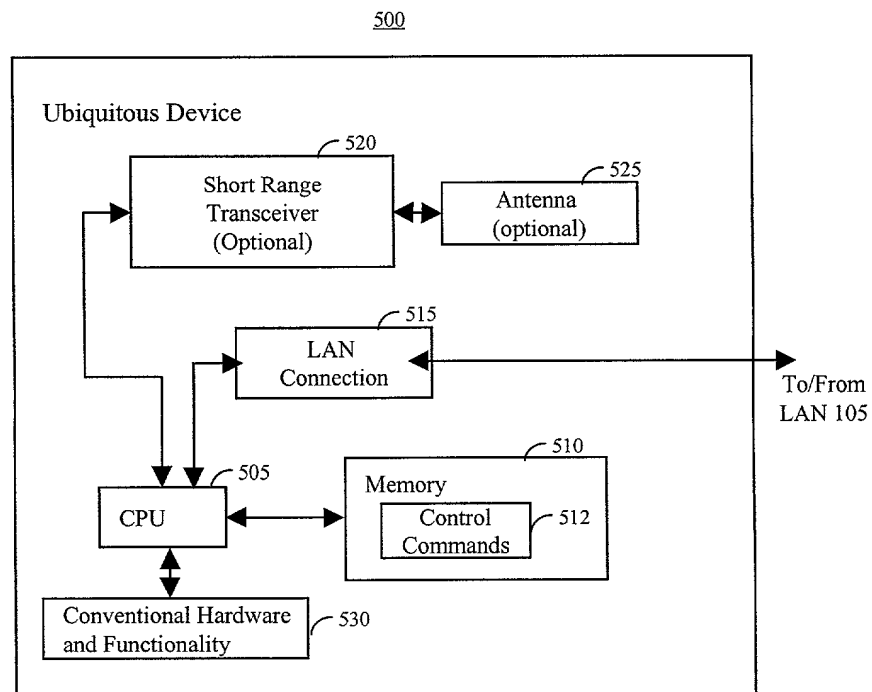 500
Ubiquitous Device
520
Short Range
Transceiver
(Optional)
525
Antenna
(optional)
515
LAN
Connection
To/From
LAN 105
505
CPU
510
Memory
Control
Commands
512
Conventional Hardware
and Functionality
530